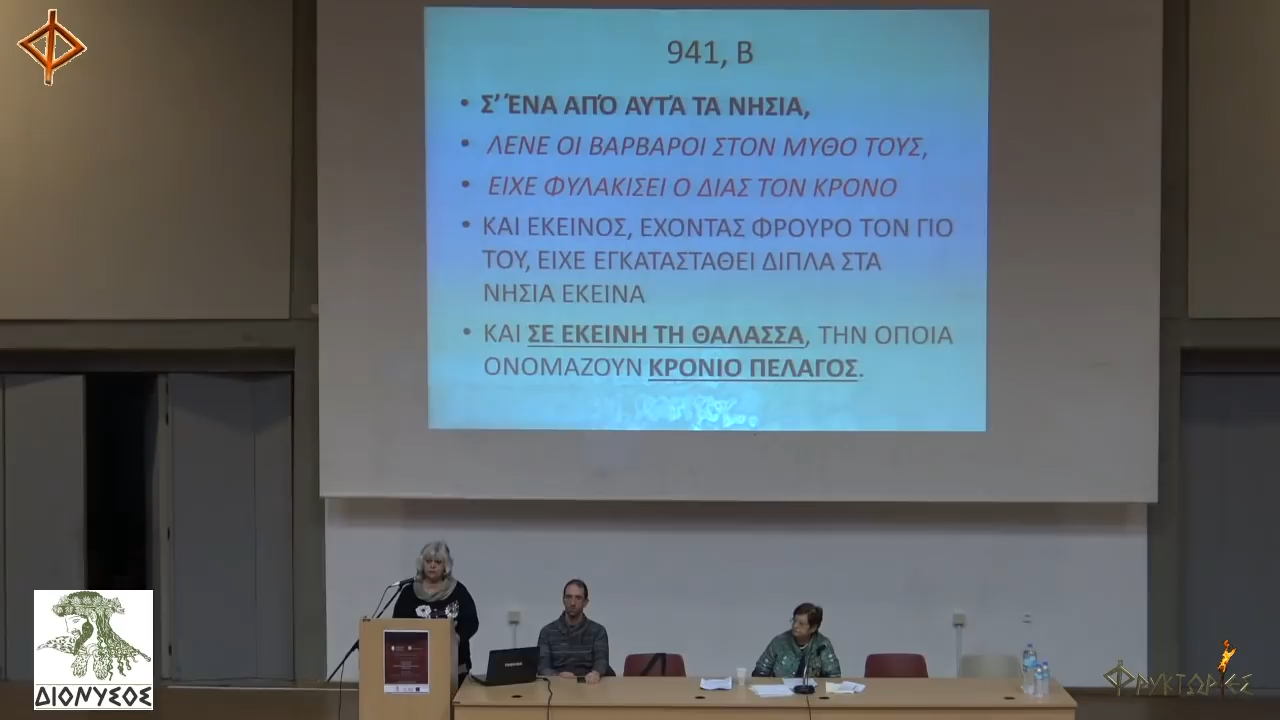 941, Β
• Σ’ ΈΝΑ ΑΠΌ ΑΥΤΆ ΤΑ ΝΗΣΙΑ,
• ΛΕΝΕ ΟΙ ΒΑΡΒΑΡΟΙ ΣΤΟΝ ΜΥΘΟ ΤΟΥΣ,
• ΕΙΧΕ ΦΥΛΑΚΙΣΕΙ Ο ΔΙΑΣ ΤΟΝ ΚΡΟΝΟ
• ΚΑΙ ΕΚΕΙΝΟΣ, ΕΧΟΝΤΑΣ ΦΡΟΥΡΟ ΤΟΝ ΓΙΟ
ΤΟΥ, ΕΙΧΕ ΕΓΚΑΤΑΣΤΑΘΕΙ ΔΙΠΛΑ ΣΤΑ
ΝΗΣΙΑ ΕΚΕΙΝΑ
• ΚΑΙ ΣΕ ΕΚΕΙΝΗ ΤΗ ΘΑΛΑΣΣΑ, ΤΗΝ ΟΠΟΙΑ
ΟΝΟΜΑΖΟΥΝ ΚΡΟΝΙΟ ΠΕΛΑΓΟΣ.
TOSHIBA
ΔΙΟΝΥΣΟΣ
ΦΡΥΚΤΩΡΙΕΣ